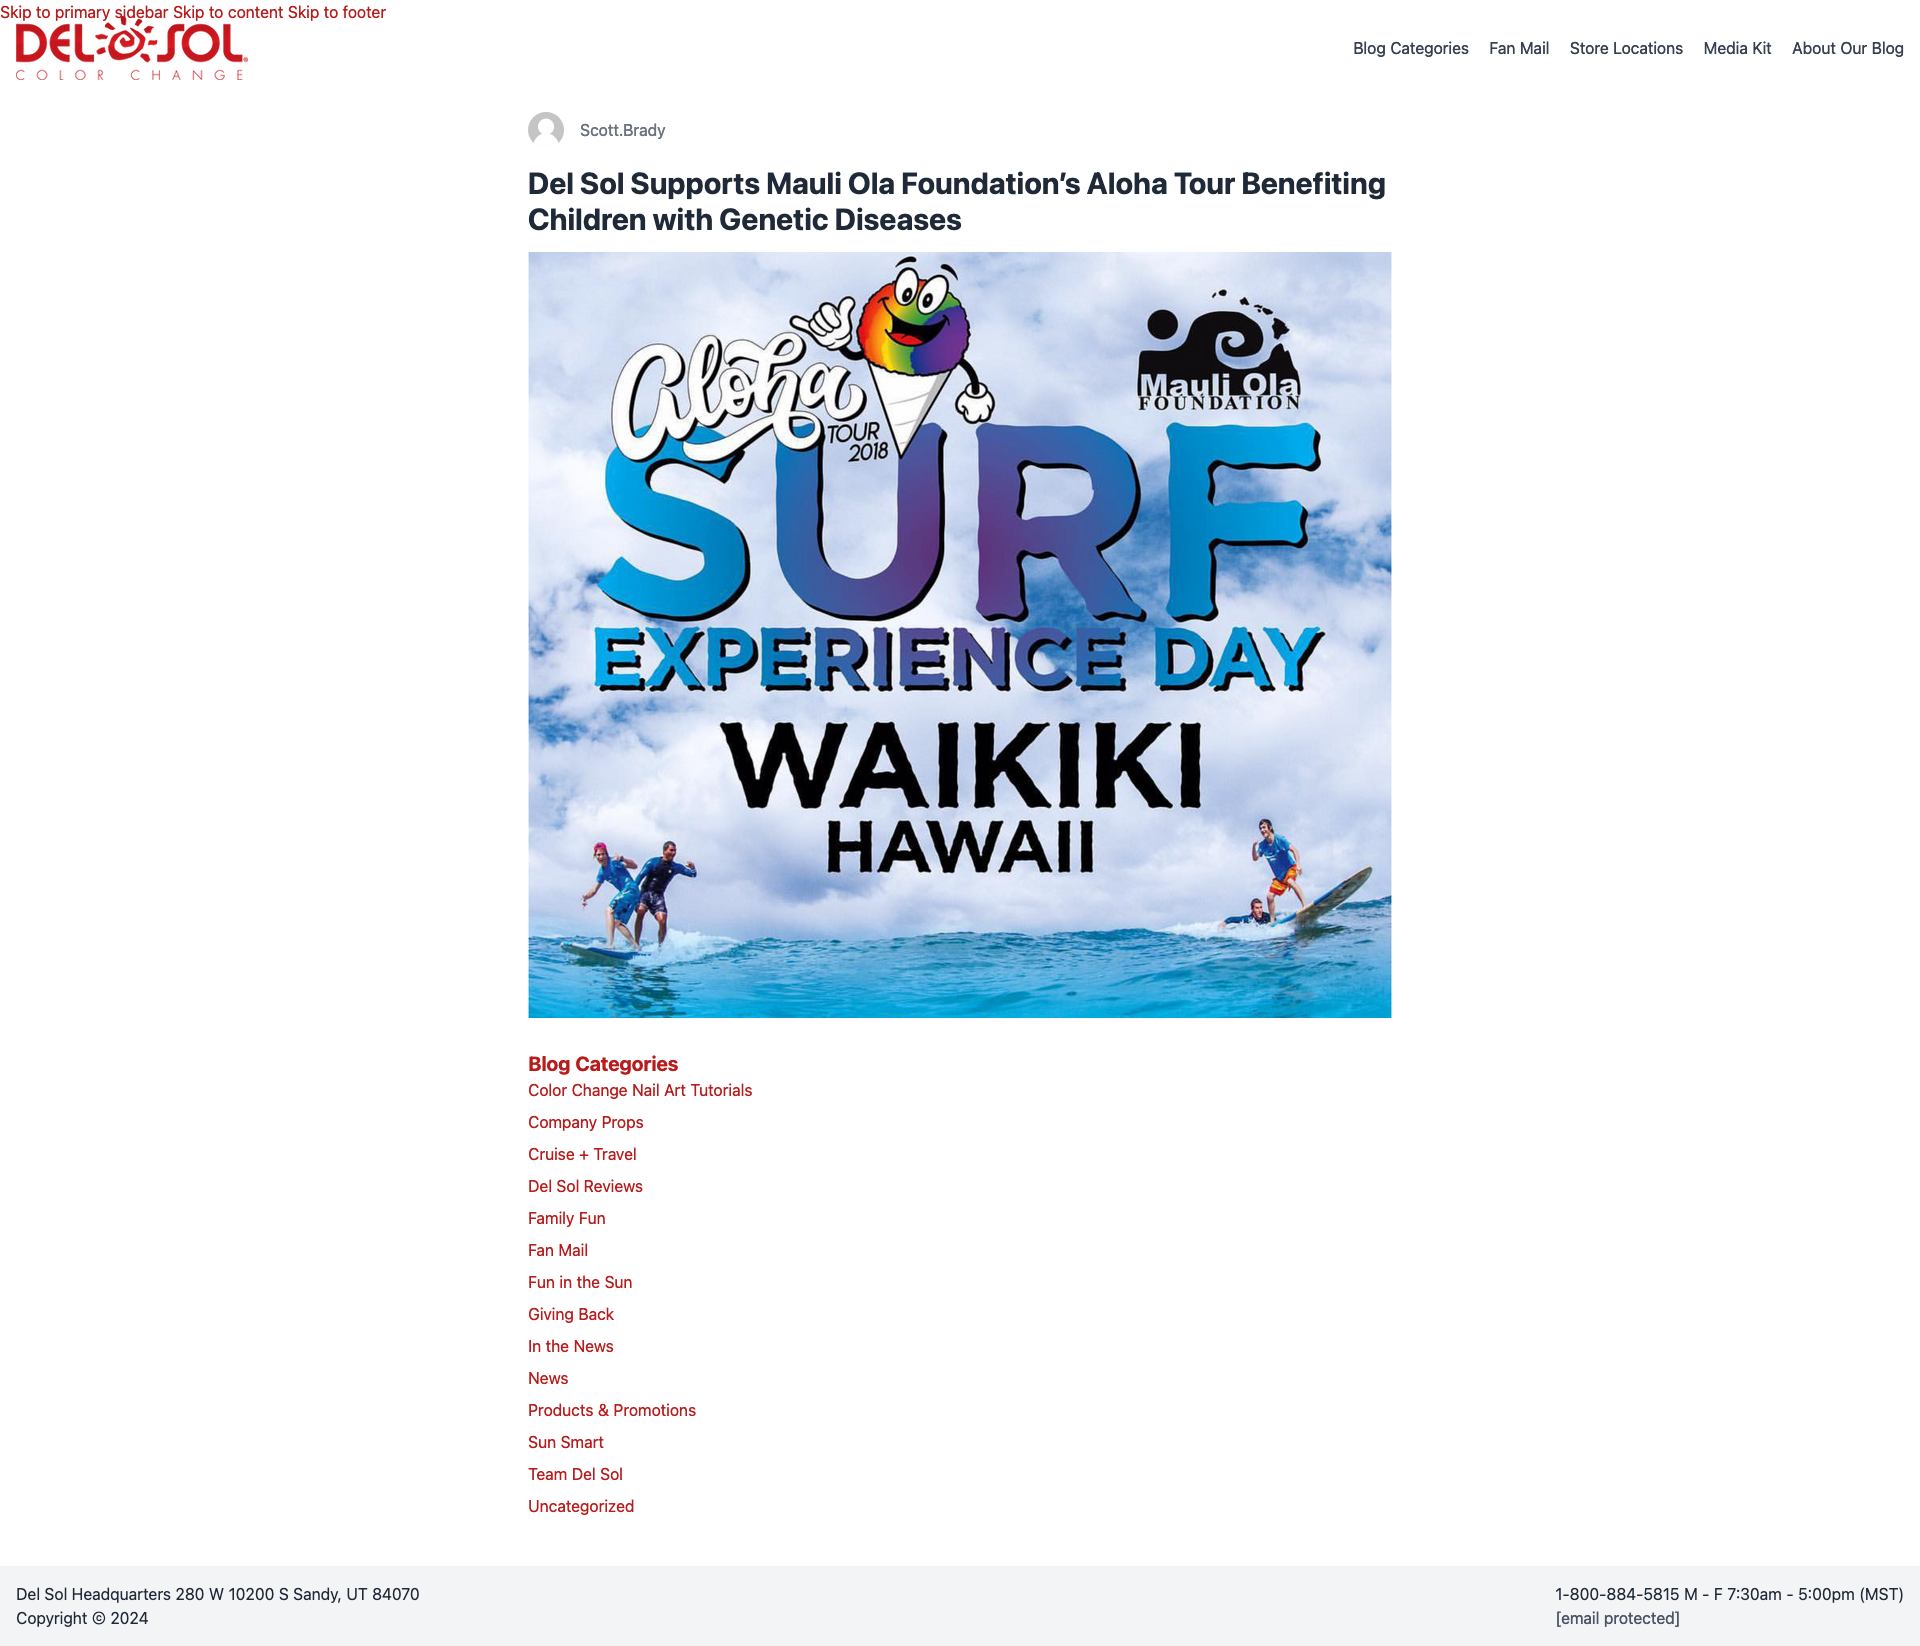 Skip to primary sidebar Skip to content Skip to footer
DEL SOL®
COLOR CHANGE
Blog Categories Fan Mail Store Locations Media Kit About Our Blog
Scott.Brady
Del Sol Supports Mauli Ola Foundation’s Aloha Tour Benefiting
Children with Genetic Diseases
Aloha
TOUR
2018
Mauli Ola
FOUNDATION
SURF
EXPERIENCE DAY
WAIKIKI
HAWAII
Blog Categories
Color Change Nail Art Tutorials
Company Props
Cruise + Travel
Del Sol Reviews
Family Fun
Fan Mail
Fun in the Sun
Giving Back
In the News
News
Products & Promotions
Sun Smart
Team Del Sol
Uncategorized
Del Sol Headquarters 280 W 10200 S Sandy, UT 84070
Copyright © 2024
1-800-884-5815 M - F 7:30am - 5:00pm (MST)
[email protected]